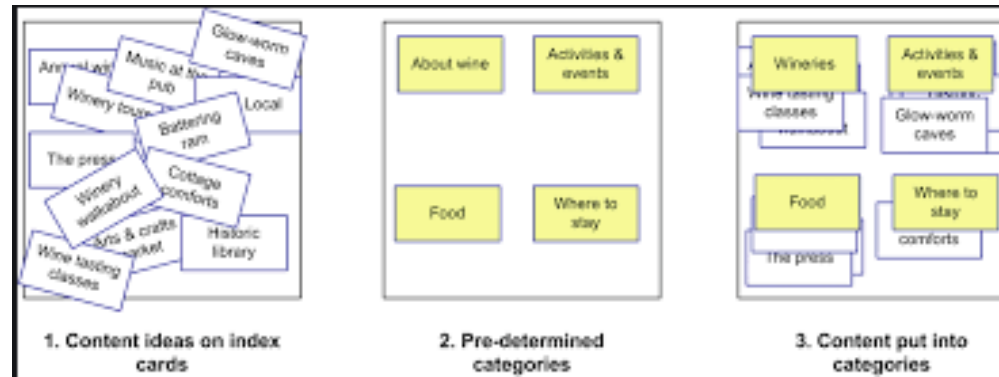 Glow-worm
caves
Music at the
pub
Winery tours
Local
Battering
ram
The press
Winery
walkabout
Cottage
comforts
Arts & crafts
market
Historic
library
Wine tasting
classes
1. Content ideas on index
cards
About wine
Activities &
events
Food
Where to
stay
2. Pre-determined
categories
Wineries
Wine tasting
classes
Activities &
events
Glow-worm
caves
Food
The press
Where to
stay
comforts
3. Content put into
categories